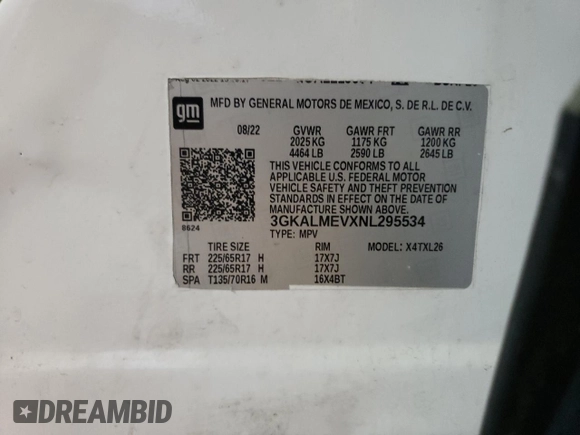 gm
MFD BY GENERAL MOTORS DE MEXICO, S. DE R.L. DE C.V.
08/22 GVWR GAWR FRT GAWR RR
2025 KG 1175 KG 1200 KG
4464 LB 2590 LB 2645 LB
THIS VEHICLE CONFORMS TO ALL
APPLICABLE U.S. FEDERAL MOTOR
VEHICLE SAFETY AND THEFT PREVENTION
STANDARDS IN EFFECT ON THE DATE OF
MANUFACTURE SHOWN ABOVE.
3GKALMEVXNL295534
8624 TYPE: MPV
TIRE SIZE RIM MODEL: X4TXL26
FRT 225/65R17 H 17X7J
RR 225/65R17 H 17X7J
SPA T135/70R16 M 16X4BT
DREAMBID